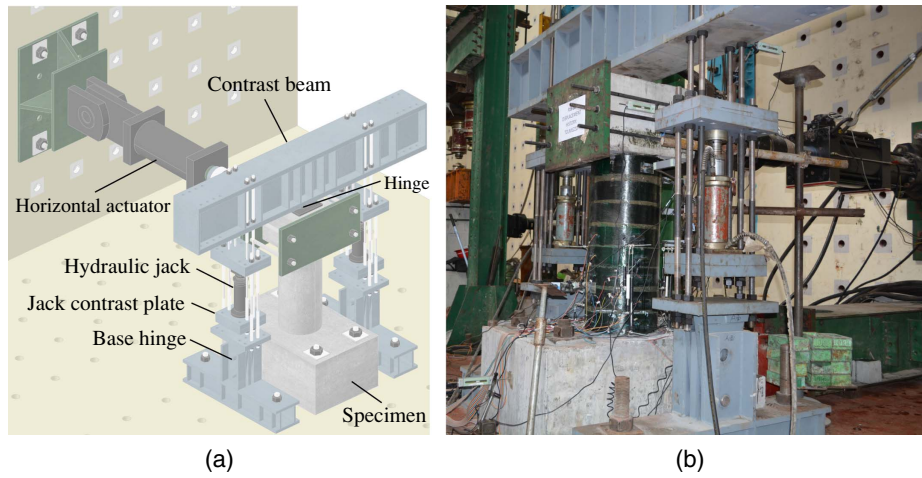 Contrast beam
Hinge
Horizontal actuator
Hydraulic jack
Jack contrast plate
Base hinge
Specimen
(a)
(b)